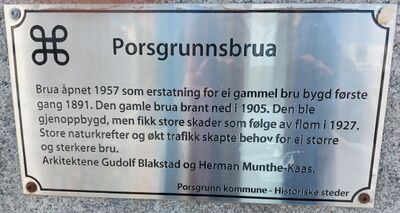 Porsgrunnsbrua
Brua åpnet 1957 som erstatning for ei gammel bru bygd første
gang 1891. Den gamle brua brant ned i 1905. Den ble
gjenoppbygd, men fikk store skader som følge av flom i 1927.
Store naturkrefter og økt trafikk skapte behov for ei større
og sterkere bru.
Arkitektene Gudolf Blakstad og Herman Munthe-Kaas.
Porsgrunn kommune - Historiske steder